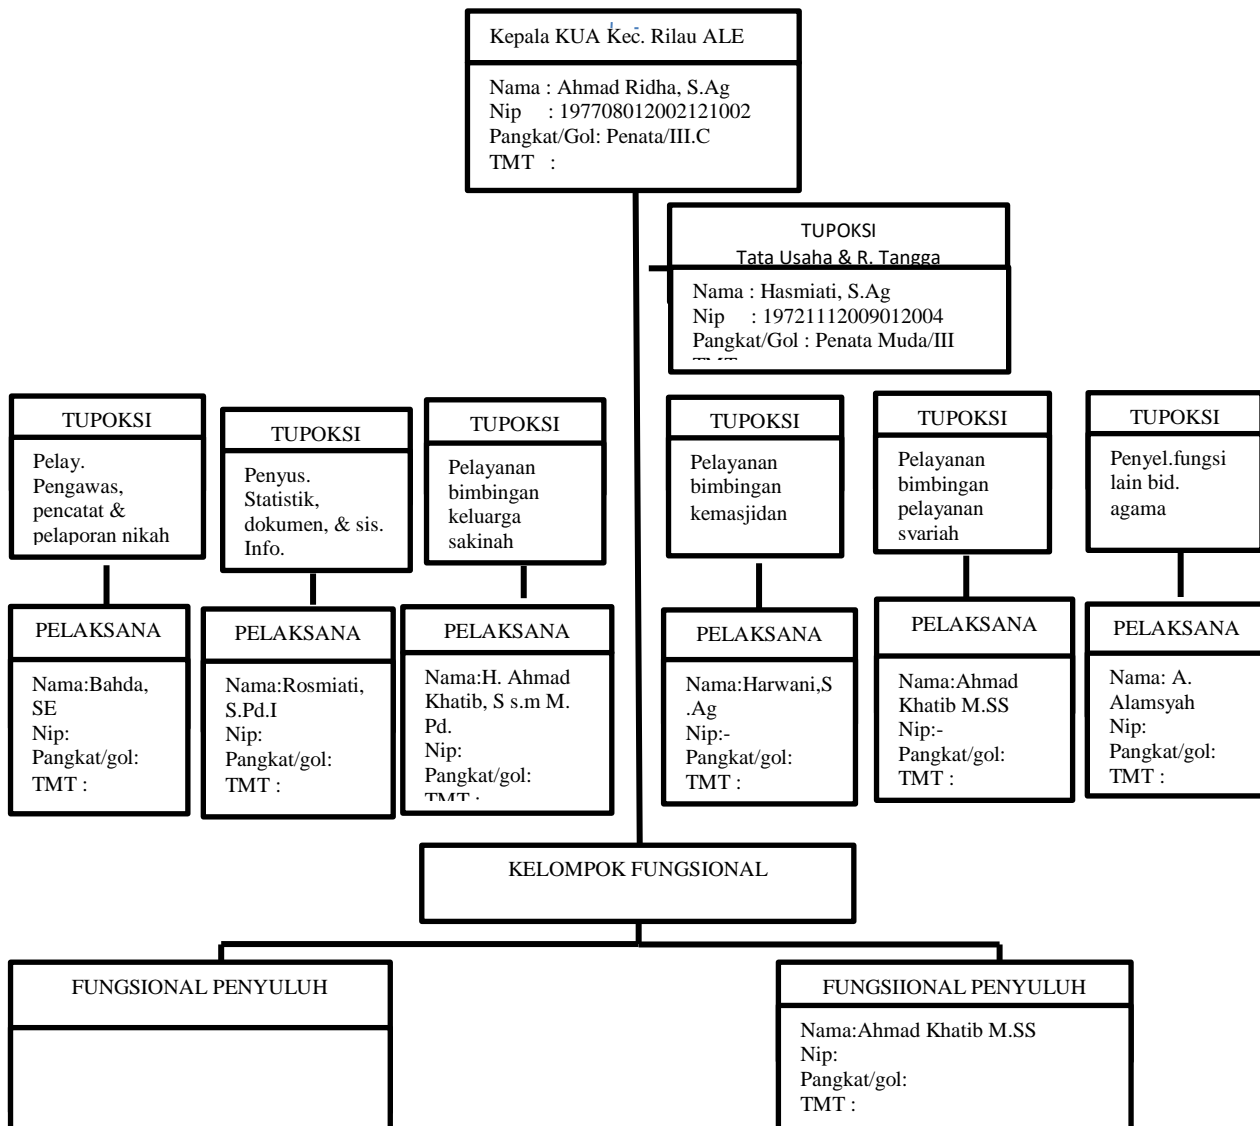 Kepala KUA Kec. Rilau ALE
Nama : Ahmad Ridha, S.Ag
Nip : 197708012002121002
Pangkat/Gol: Penata/III.C
TMT :
TUPOKSI
Tata Usaha & R. Tangga
Nama : Hasmiati, S.Ag
Nip : 19721112009012004
Pangkat/Gol : Penata Muda/III
TUPOKSI
Pelay.
Pengawas,
pencatat &
pelaporan nikah
TUPOKSI
Penyus.
Statistik,
dokumen, & sis.
Info.
TUPOKSI
Pelayanan
bimbingan
keluarga
sakinah
TUPOKSI
Pelayanan
bimbingan
kemasjidan
TUPOKSI
Pelayanan
bimbingan
pelayanan
syariah
TUPOKSI
Penyel.fungsi
lain bid.
agama
PELAKSANA
Nama:Bahda,
SE
Nip:
Pangkat/gol:
TMT :
PELAKSANA
Nama:Rosmiati,
S.Pd.I
Nip:
Pangkat/gol:
TMT :
PELAKSANA
Nama:H. Ahmad
Khatib, S s.m M.
Pd.
Nip:
Pangkat/gol:
TMT :
PELAKSANA
Nama:Harwani,S
.Ag
Nip:-
Pangkat/gol:
TMT :
PELAKSANA
Nama:Ahmad
Khatib M.SS
Nip:-
Pangkat/gol:
TMT :
PELAKSANA
Nama: A.
Alamsyah
Nip:
Pangkat/gol:
TMT :
KELOMPOK FUNGSIONAL
FUNGSIONAL PENYULUH
FUNGSIIONAL PENYULUH
Nama:Ahmad Khatib M.SS
Nip:
Pangkat/gol:
TMT :